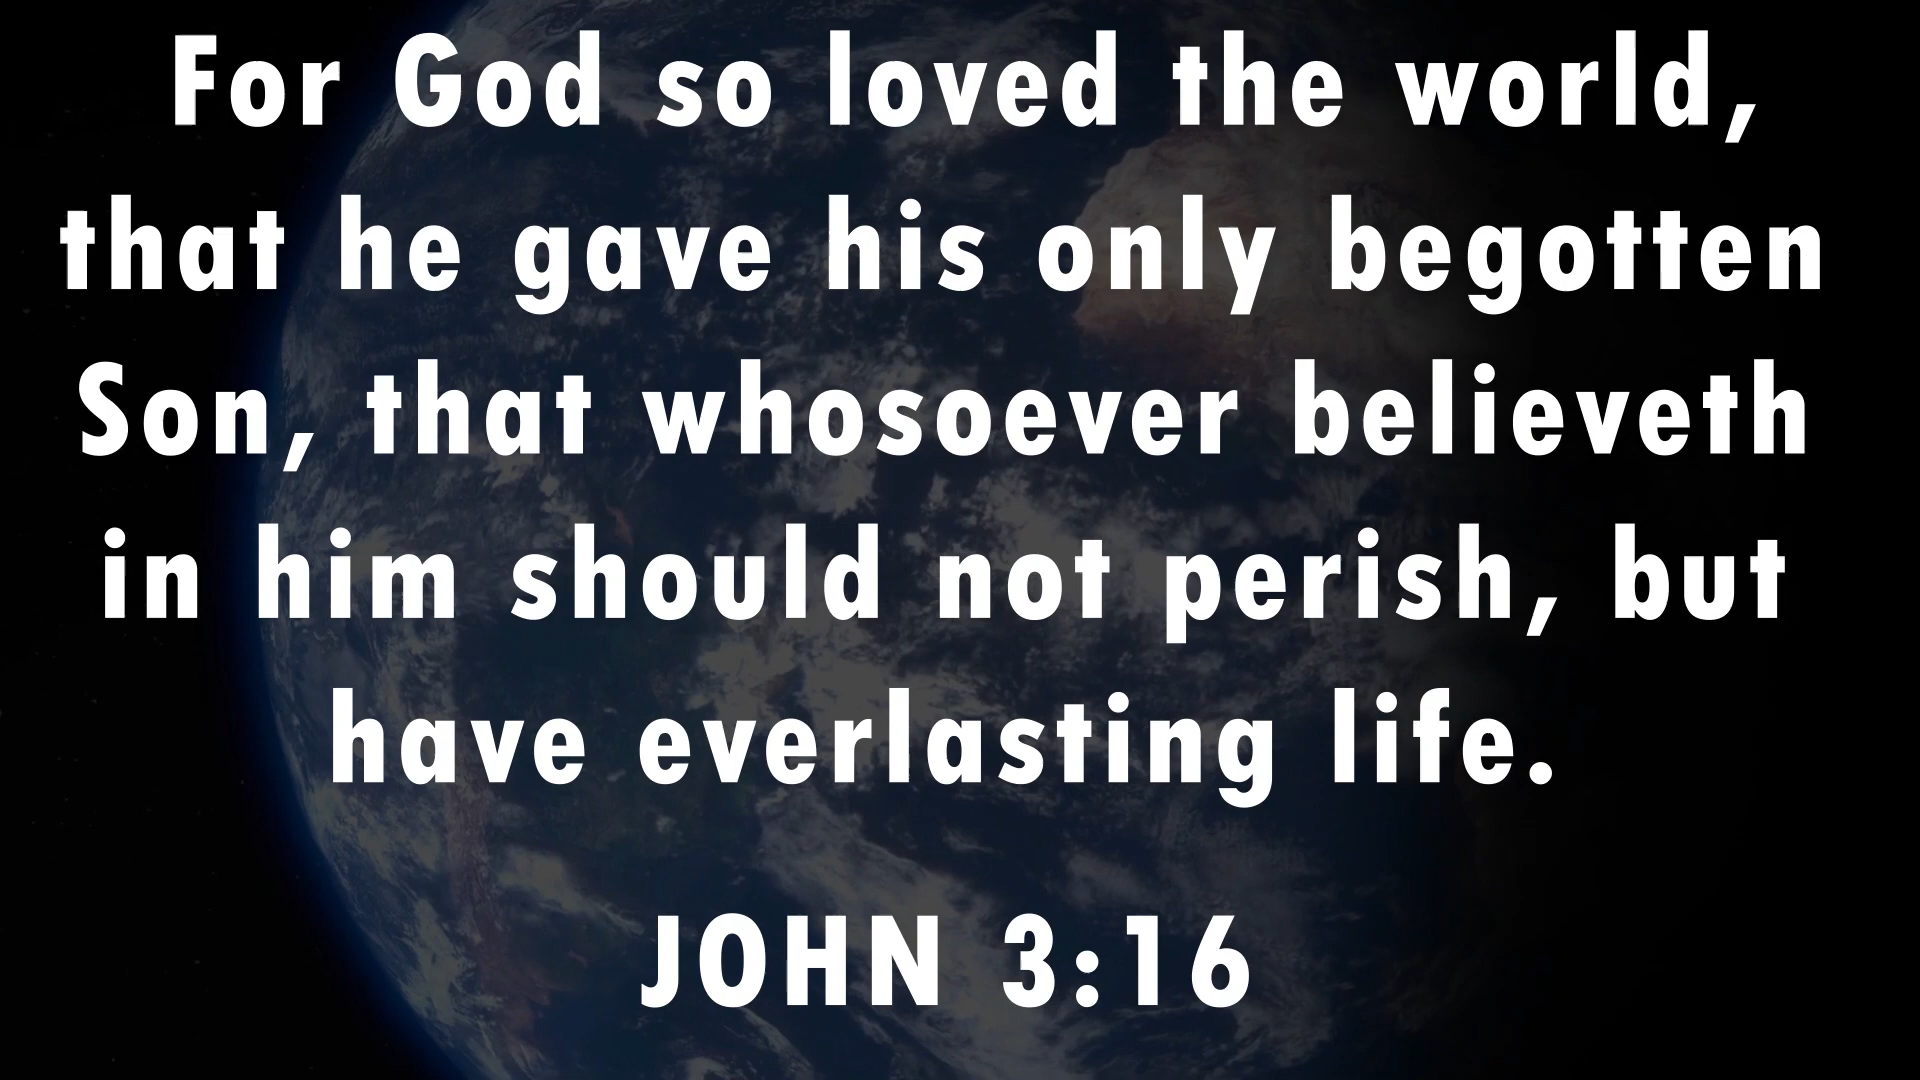 For God so loved the world,
that he gave his only begotten
Son, that whosoever believeth
in him should not perish, but
have everlasting life.
JOHN 3:16